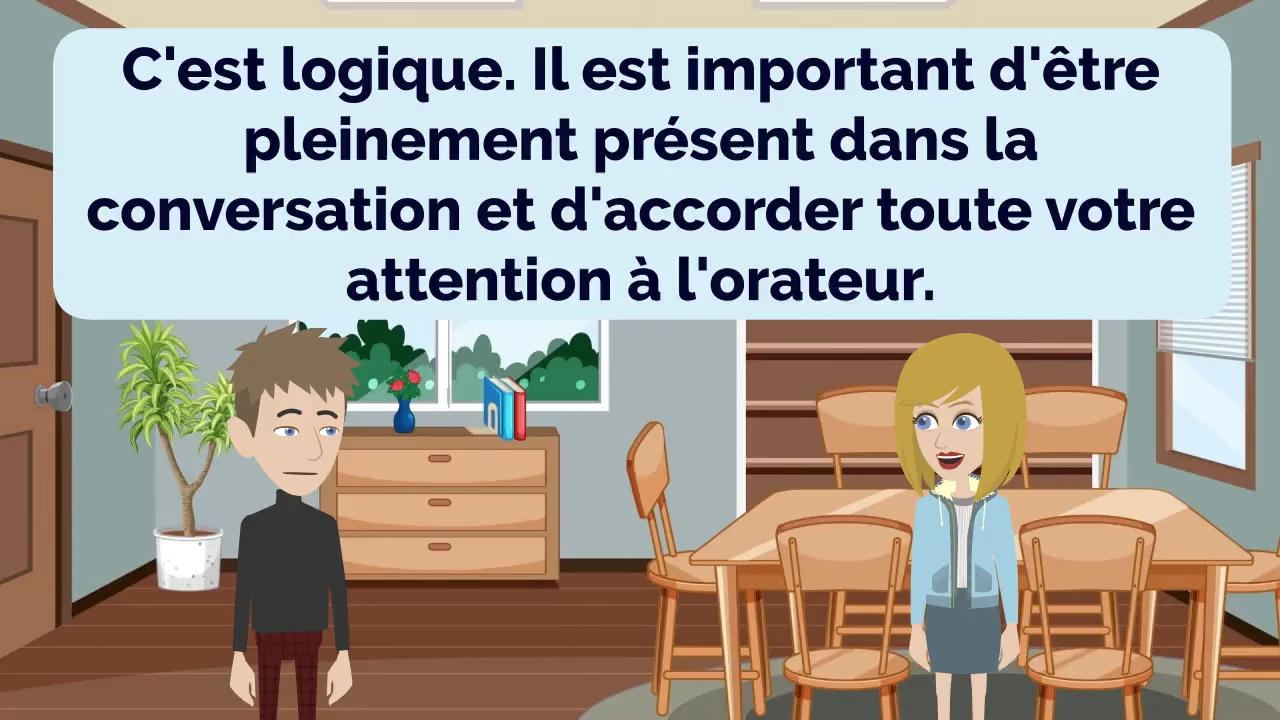 C'est logique. Il est important d'être
pleinement présent dans la
conversation et d'accorder toute votre
attention à l'orateur.